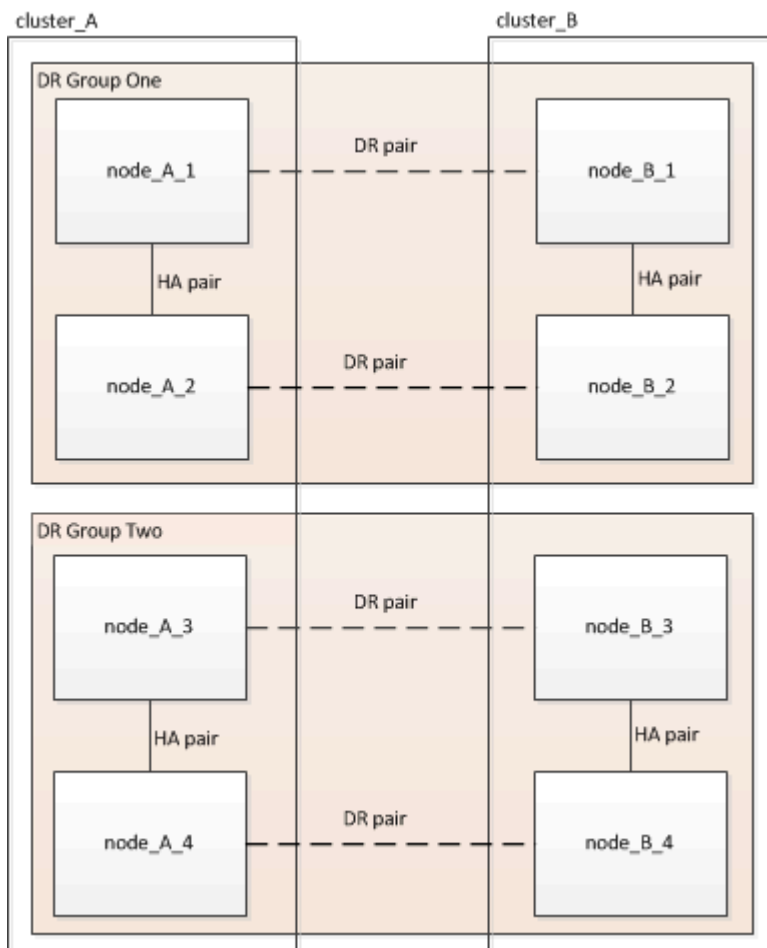 cluster_A
cluster_B
DR Group One
node_A_1
DR pair
node_B_1
HA pair
HA pair
node_A_2
DR pair
node_B_2
DR Group Two
node_A_3
DR pair
node_B_3
HA pair
HA pair
node_A_4
DR pair
node_B_4